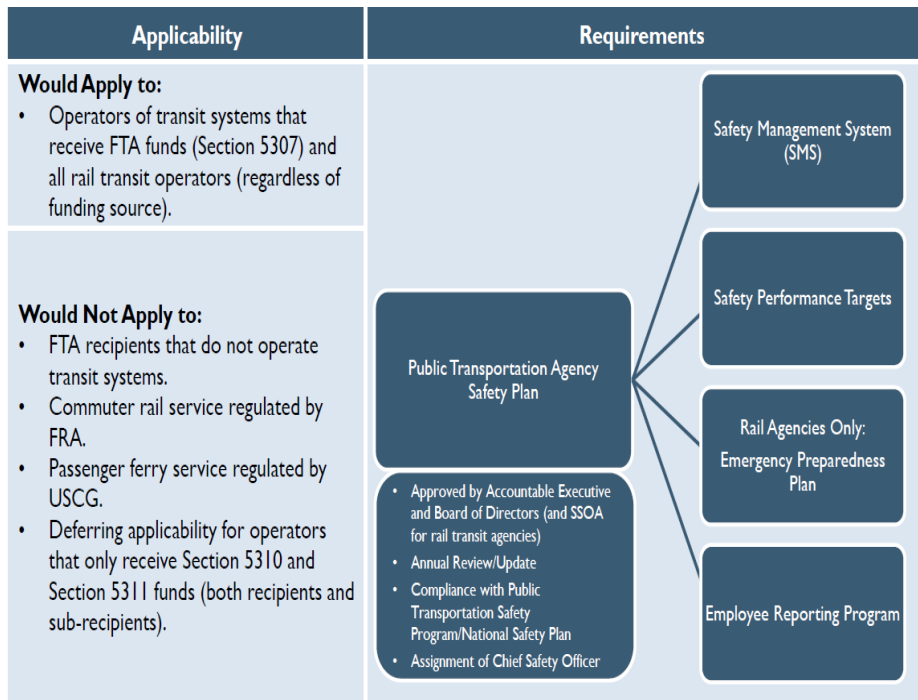 Applicability
Requirements
Would Apply to:
• Operators of transit systems that
receive FTA funds (Section 5307) and
all rail transit operators (regardless of
funding source).
Would Not Apply to:
• FTA recipients that do not operate
transit systems.
• Commuter rail service regulated by
FRA.
• Passenger ferry service regulated by
USCG.
• Deferring applicability for operators
that only receive Section 5310 and
Section 5311 funds (both recipients and
sub-recipients).
Public Transportation Agency
Safety Plan
• Approved by Accountable Executive
and Board of Directors (and SSOA
for rail transit agencies)
• Annual Review/Update
• Compliance with Public
Transportation Safety
Program/National Safety Plan
• Assignment of Chief Safety Officer
Safety Management System
(SMS)
Safety Performance Targets
Rail Agencies Only:
Emergency Preparedness
Plan
Employee Reporting Program